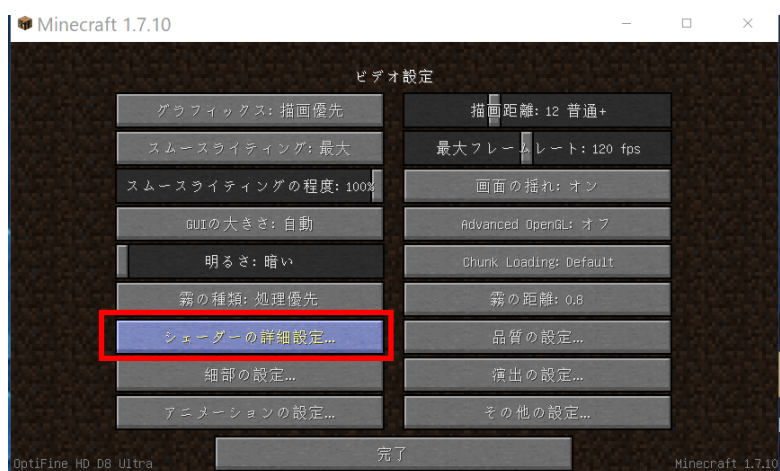 Minecraft 1.7.10
ビデオ設定
グラフィックス: 描画優先
描画距離: 12 普通+
スムースライティング: 最大
最大フレームレート: 120 fps
スムースライティングの程度: 100%
画面の揺れ: オン
GUIの大きさ: 自動
Advanced OpenGL: オフ
明るさ: 暗い
Chunk Loading: Default
霧の種類: 処理優先
霧の距離: 0.8
シェーダーの詳細設定...
品質の設定...
細部の設定...
演出の設定...
アニメーションの設定...
その他の設定...
完了
OptiFine HD D8 Ultra
Minecraft 1.7.10